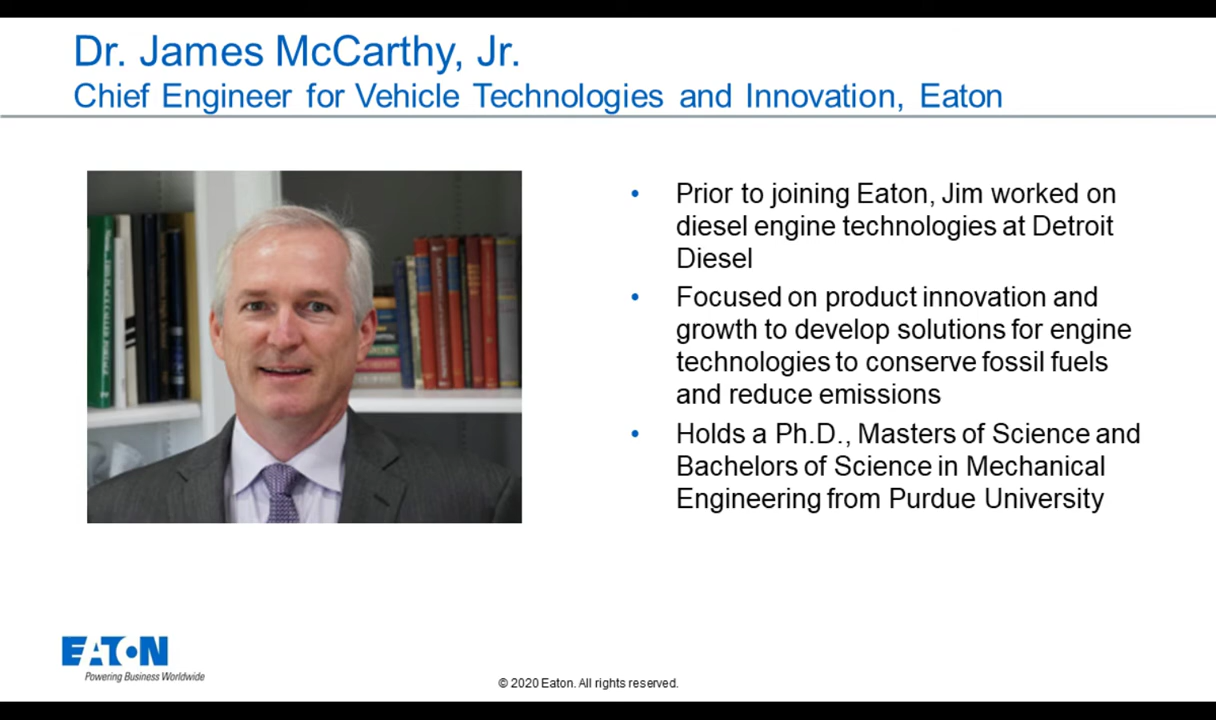 Dr. James McCarthy, Jr.
Chief Engineer for Vehicle Technologies and Innovation, Eaton
• Prior to joining Eaton, Jim worked on
diesel engine technologies at Detroit
Diesel
• Focused on product innovation and
growth to develop solutions for engine
technologies to conserve fossil fuels
and reduce emissions
• Holds a Ph.D., Masters of Science and
Bachelors of Science in Mechanical
Engineering from Purdue University
EATON
Powering Business Worldwide
© 2020 Eaton. All rights reserved.